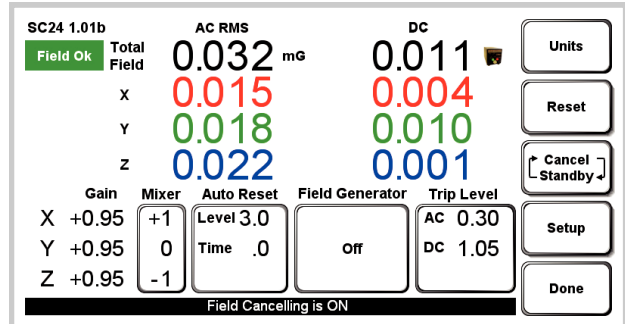 SC24 1.01b AC RMS DC
Field Ok Total Field 0.032 mG 0.011
X 0.015 0.004
Y 0.018 0.010
Z 0.022 0.001
Gain Mixer Auto Reset Field Generator Trip Level
X +0.95 +1 Level 3.0 AC 0.30
Y +0.95 0 Time .0 Off DC 1.05
Z +0.95 -1
Field Cancelling is ON
Units
Reset
Cancel
Standby
Setup
Done